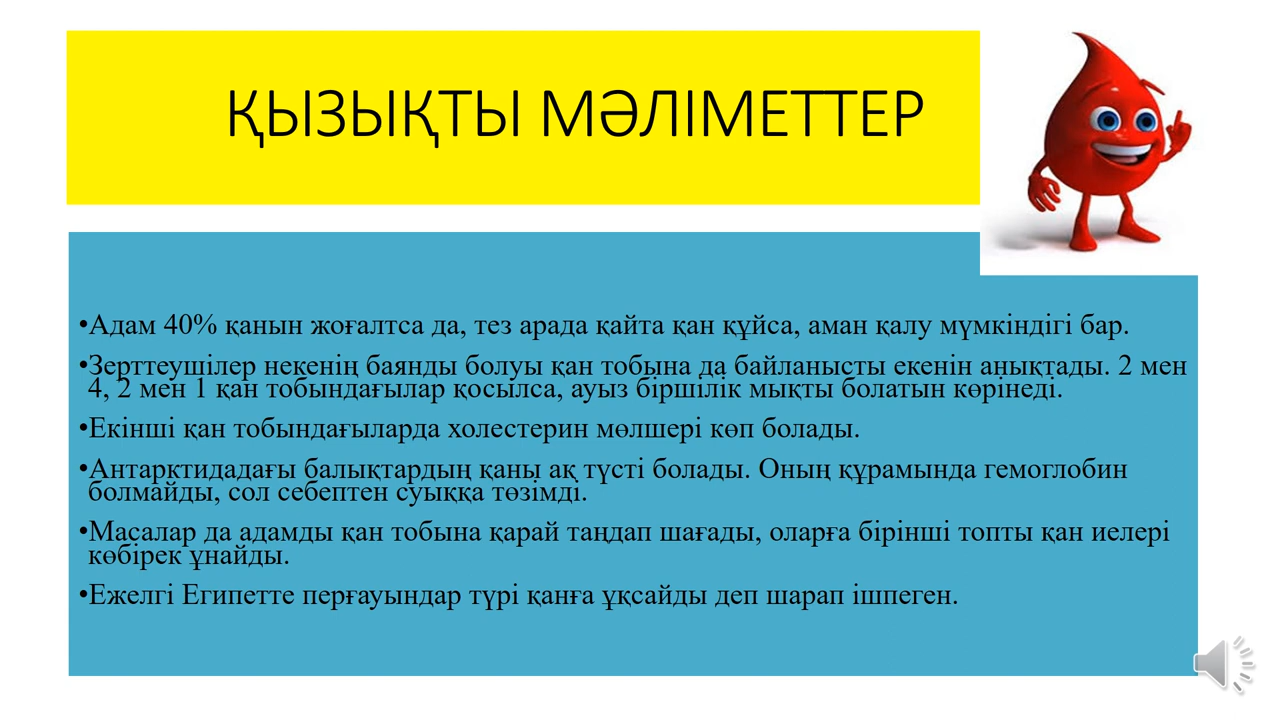 ҚЫЗЫҚТЫ МӘЛІМЕТТЕР
•Адам 40% қанын жоғалтса да, тез арада қайта қан құйса, аман қалу мүмкіндігі бар.
•Зерттеушілер некенің баянды болуы қан тобына да байланысты екенін анықтады. 2 мен
4, 2 мен 1 қан тобындағылар қосылса, ауыз біршілік мықты болатын көрінеді.
•Екінші қан тобындағыларда холестерин мөлшері көп болады.
•Антарктидадағы балықтардың қаны ақ түсті болады. Оның құрамында гемоглобин
болмайды, сол себептен суыққа төзімді.
•Масалар да адамды қан тобына қарай таңдап шағады, оларға бірінші топты қан иелері
көбірек ұнайды.
•Ежелгі Египетте перғауындар түрі қанға ұқсайды деп шарап ішпеген.